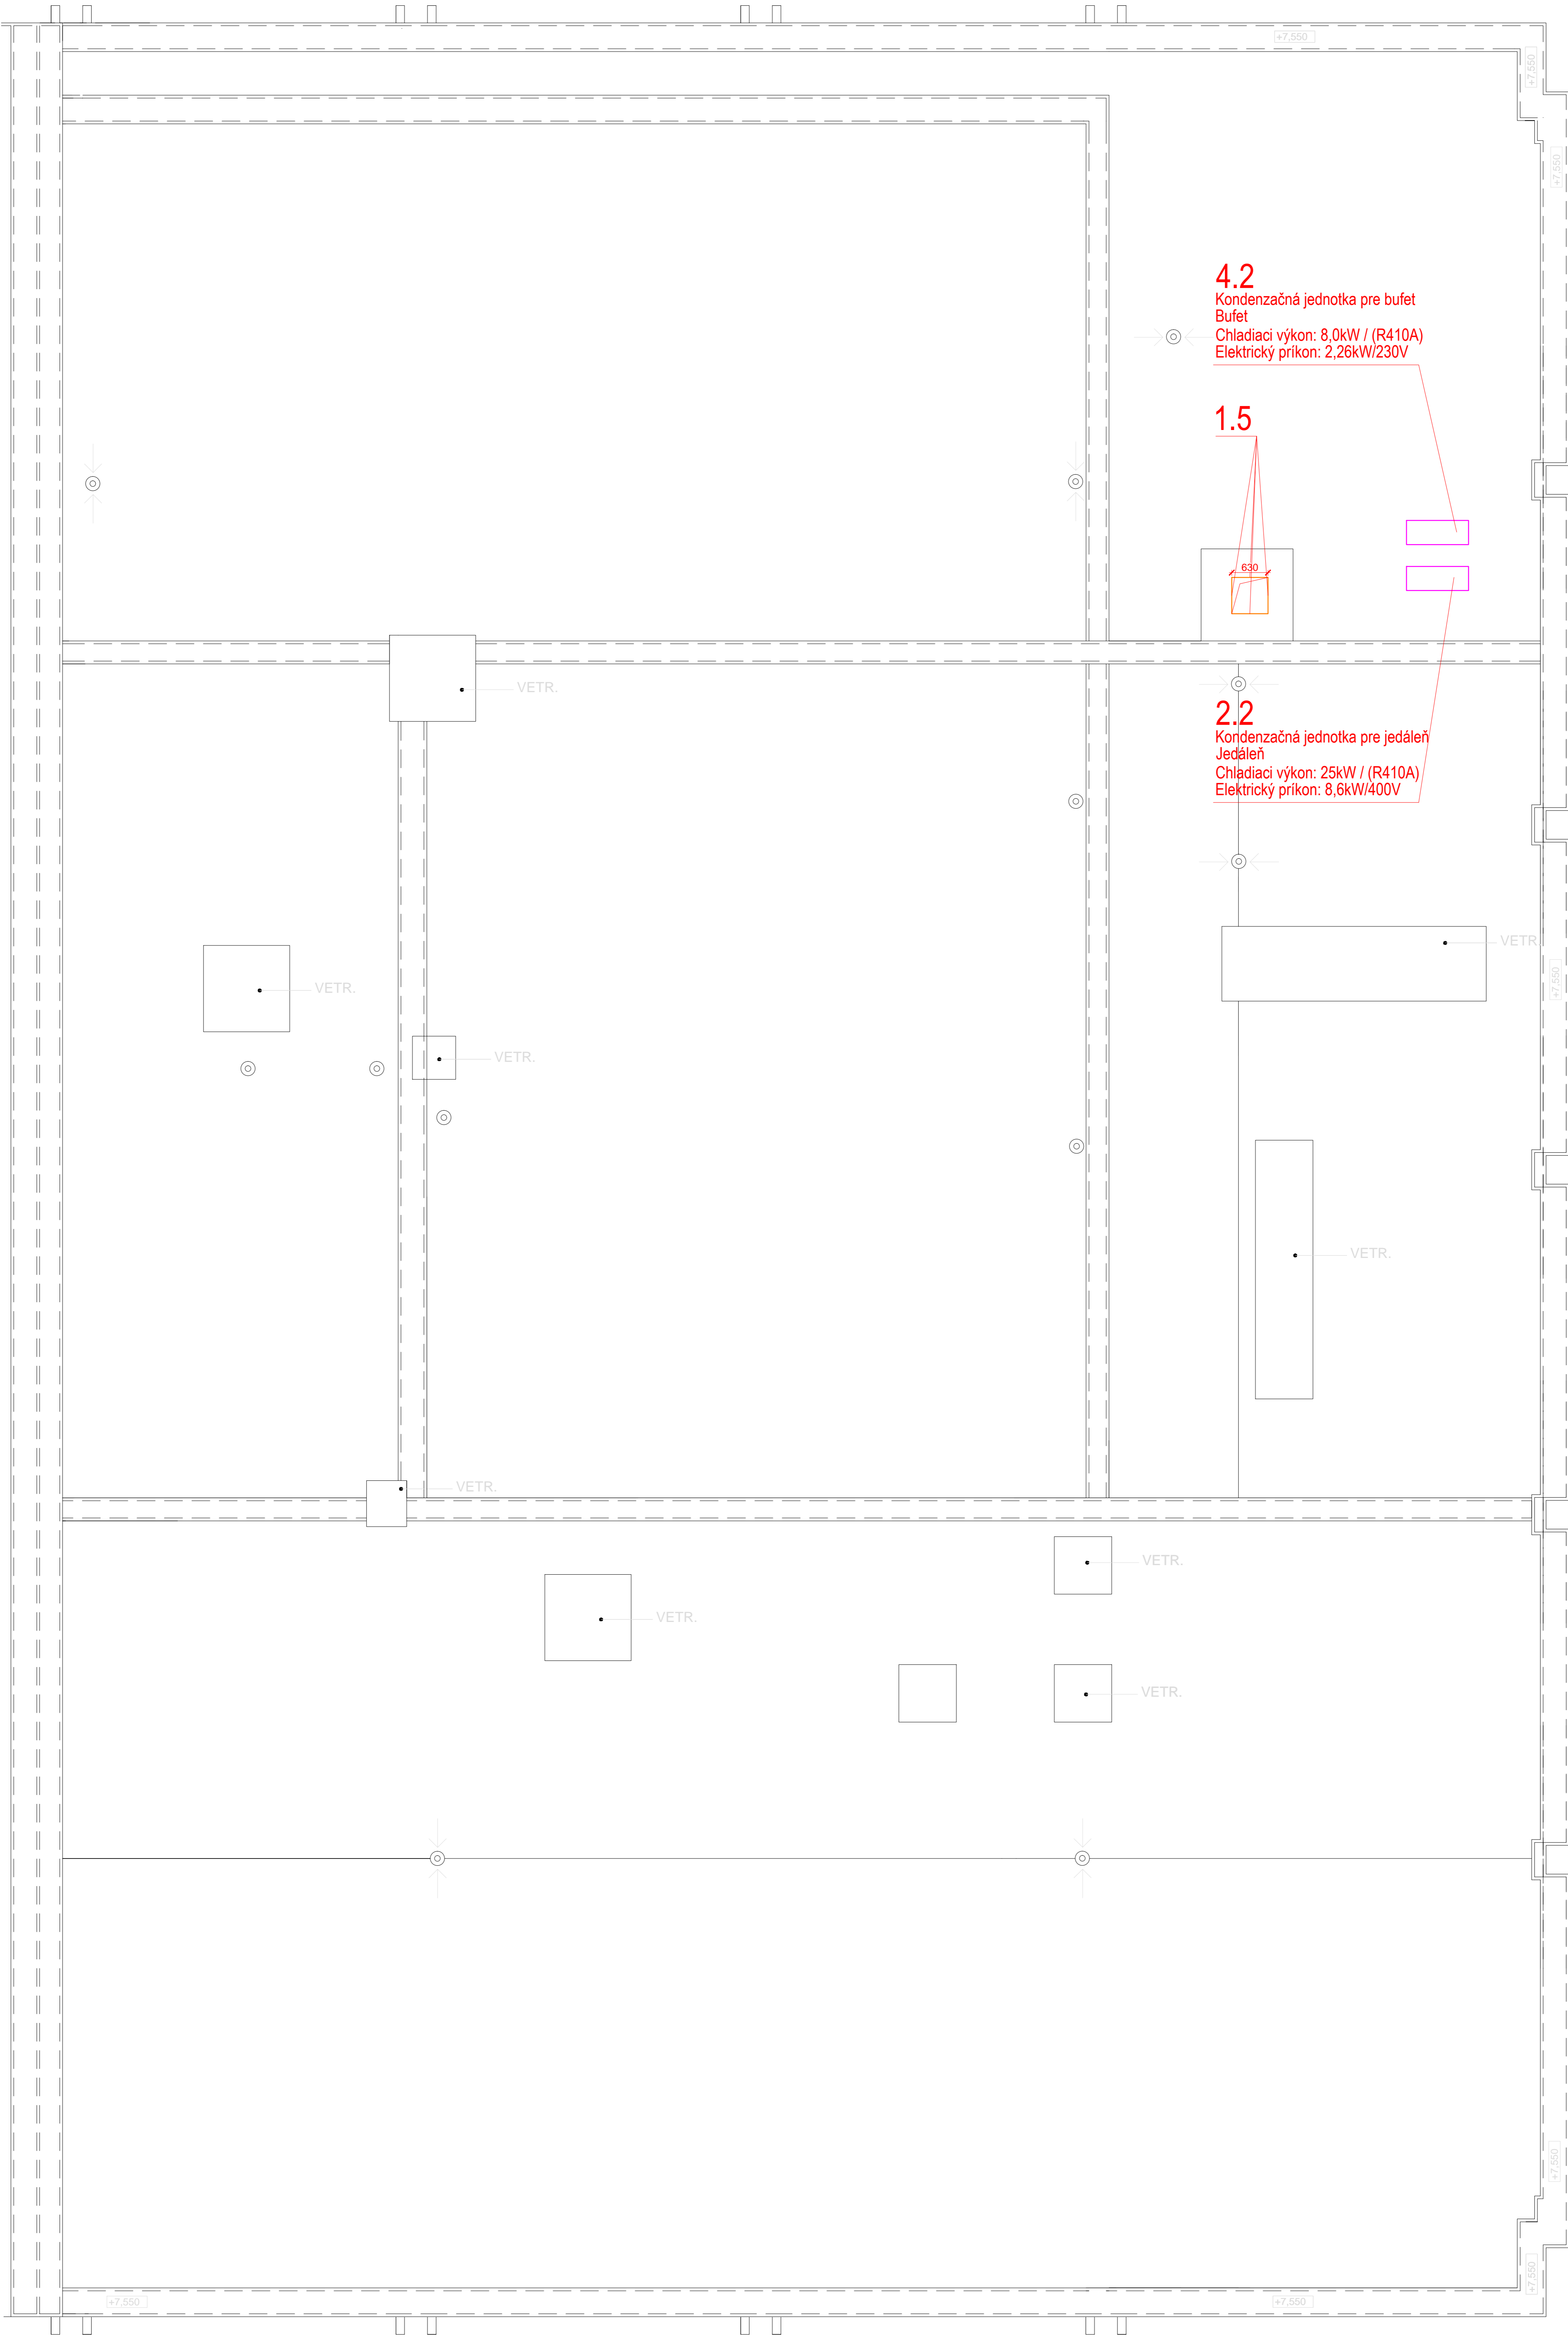 +7,550
+7,550
+7,550
4.2
Kondenzačná jednotka pre bufet
Bufet
Chladiaci výkon: 8,0kW / (R410A)
Elektrický príkon: 2,26kW/230V
1.5
630
VETR.
2.2
Kondenzačná jednotka pre jedáleň
Jedáleň
Chladiaci výkon: 25kW / (R410A)
Elektrický príkon: 8,6kW/400V
VETR.
+7,550
VETR.
VETR.
VETR.
VETR.
VETR.
VETR.
VETR.
+7,550
+7,550
+7,550
+7,550